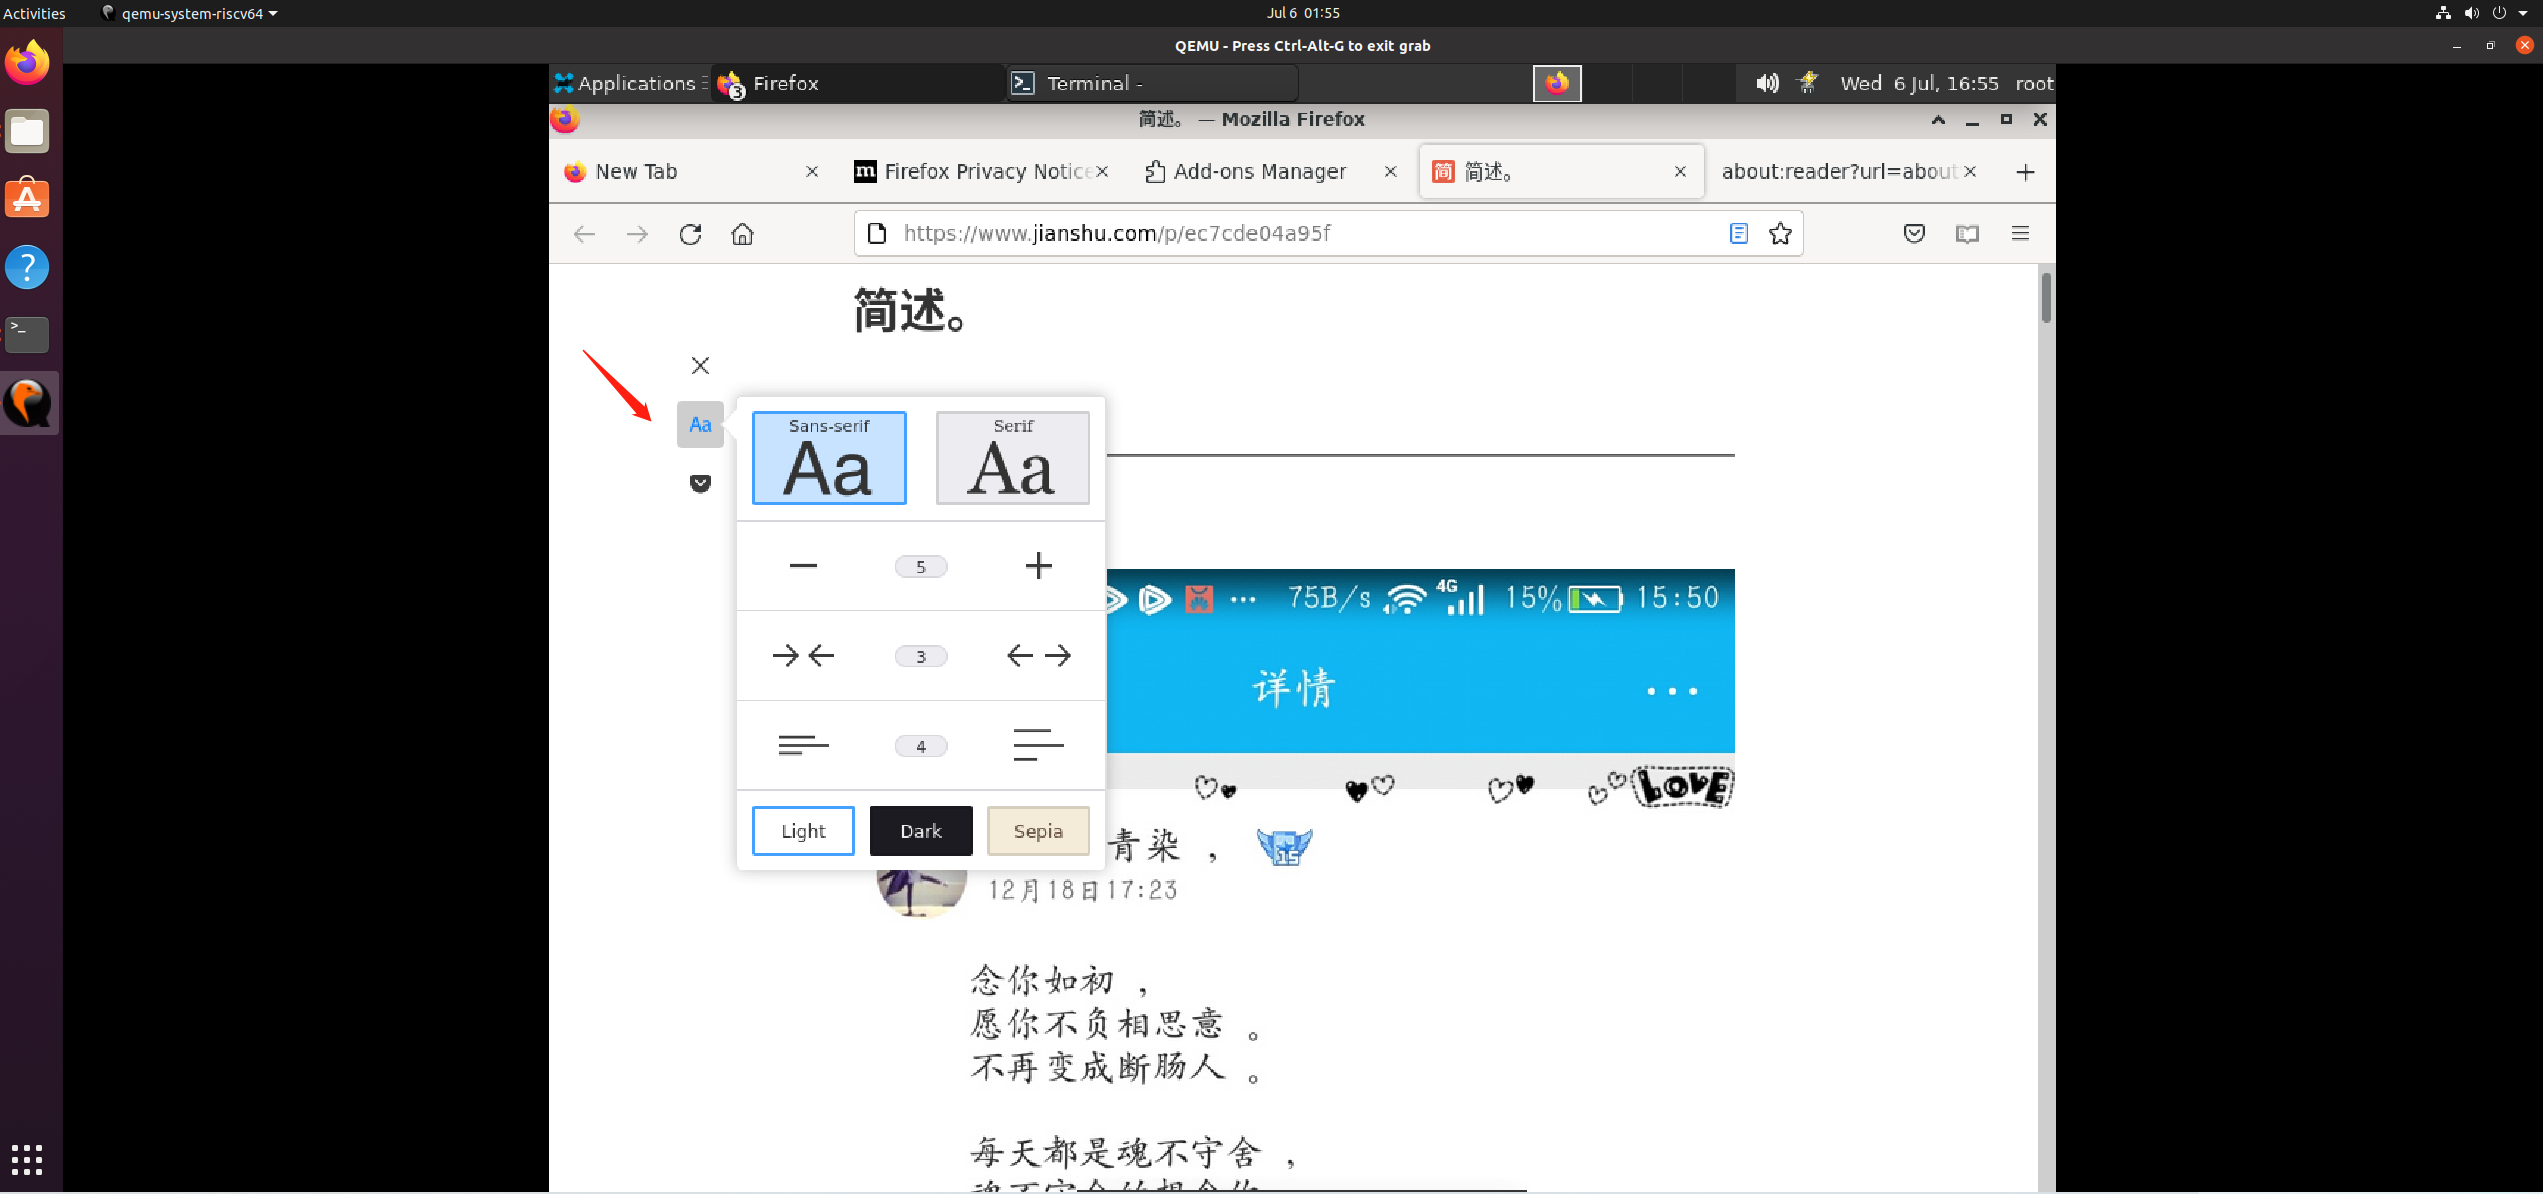 Activities
qemu-system-riscv64
Jul 6 01:55
QEMU - Press Ctrl-Alt-G to exit grab
Applications
3
Firefox
Terminal -
Wed 6 Jul, 16:55
root
简述。 — Mozilla Firefox
New Tab
Firefox Privacy Notice
Add-ons Manager
简
简述。
about:reader?url=about
https://www.jianshu.com/p/ec7cde04a95f
简述。
Aa
Sans-serif
Aa
Serif
Aa
5
3
4
Light
Dark
Sepia
75B/s
4G
15%
15:50
详情
LOVE
青染，
15
12月18日17:23
念你如初，
愿你不负相思意。
不再变成断肠人。
每天都是魂不守舍，